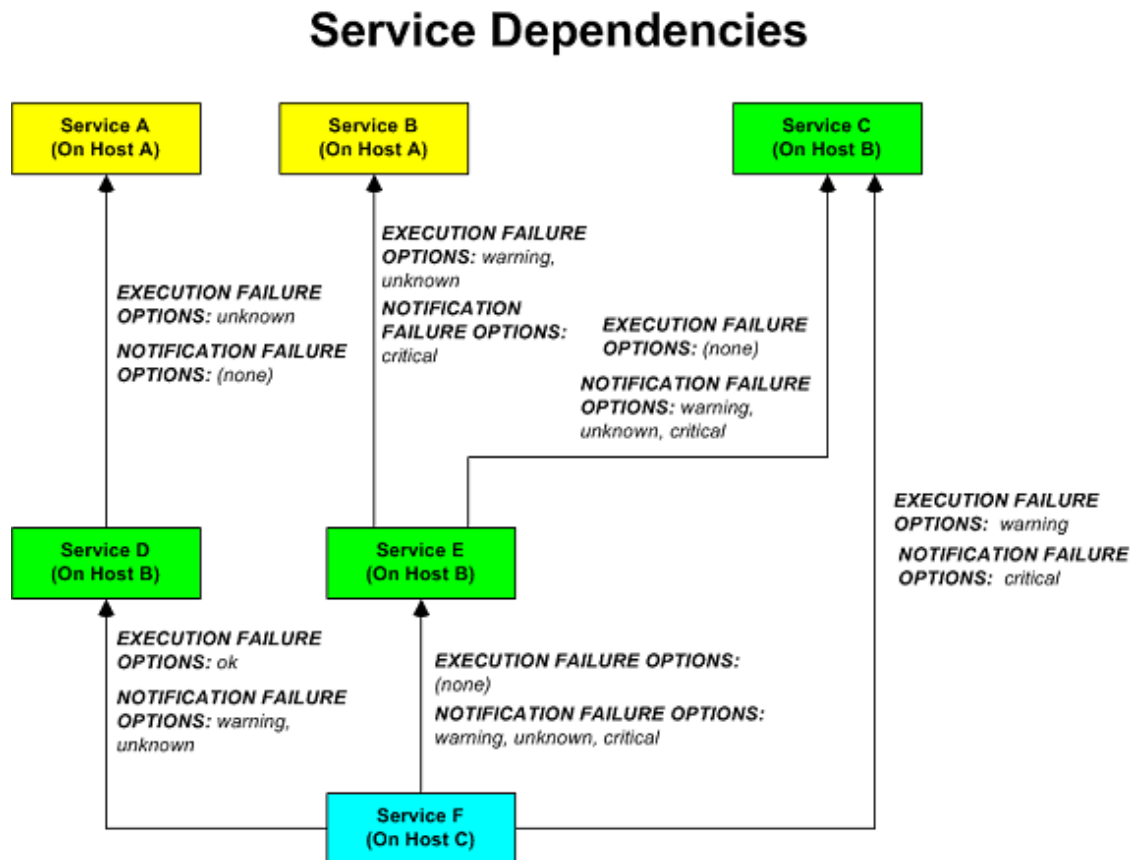 Service Dependencies
Service A
(On Host A)
Service B
(On Host A)
Service C
(On Host B)
EXECUTION FAILURE
OPTIONS: unknown
NOTIFICATION FAILURE
OPTIONS: (none)
EXECUTION FAILURE
OPTIONS: warning,
unknown
NOTIFICATION
FAILURE OPTIONS:
critical
EXECUTION FAILURE
OPTIONS: (none)
NOTIFICATION FAILURE
OPTIONS: warning,
unknown, critical
EXECUTION FAILURE
OPTIONS: warning
NOTIFICATION FAILURE
OPTIONS: critical
Service D
(On Host B)
Service E
(On Host B)
EXECUTION FAILURE
OPTIONS: ok
NOTIFICATION FAILURE
OPTIONS: warning,
unknown
EXECUTION FAILURE OPTIONS:
(none)
NOTIFICATION FAILURE OPTIONS:
warning, unknown, critical
Service F
(On Host C)